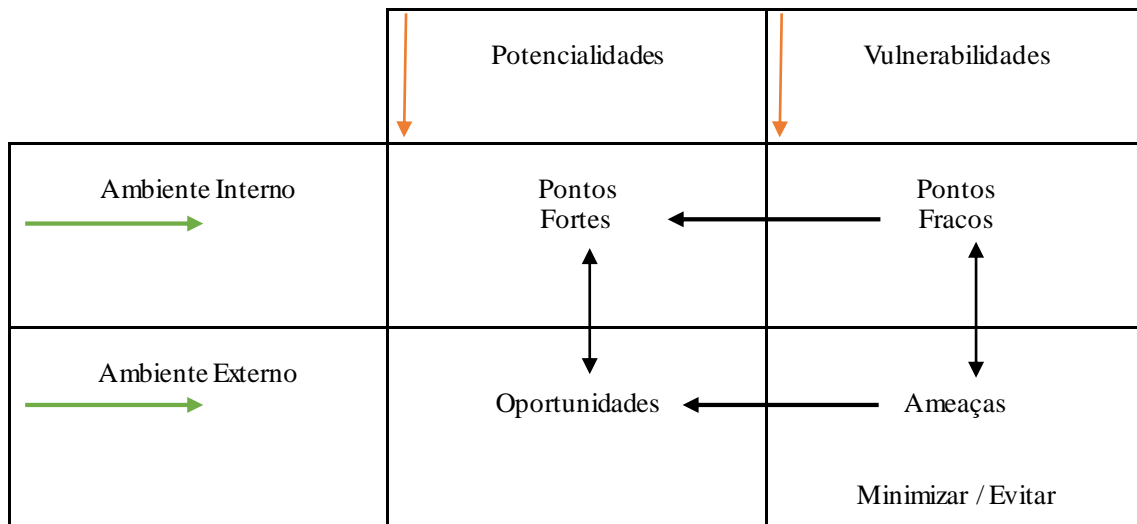 Potencialidades
Vulnerabilidades
Ambiente Interno
Pontos
Fortes
Pontos
Fracos
Ambiente Externo
Oportunidades
Ameaças
Minimizar / Evitar